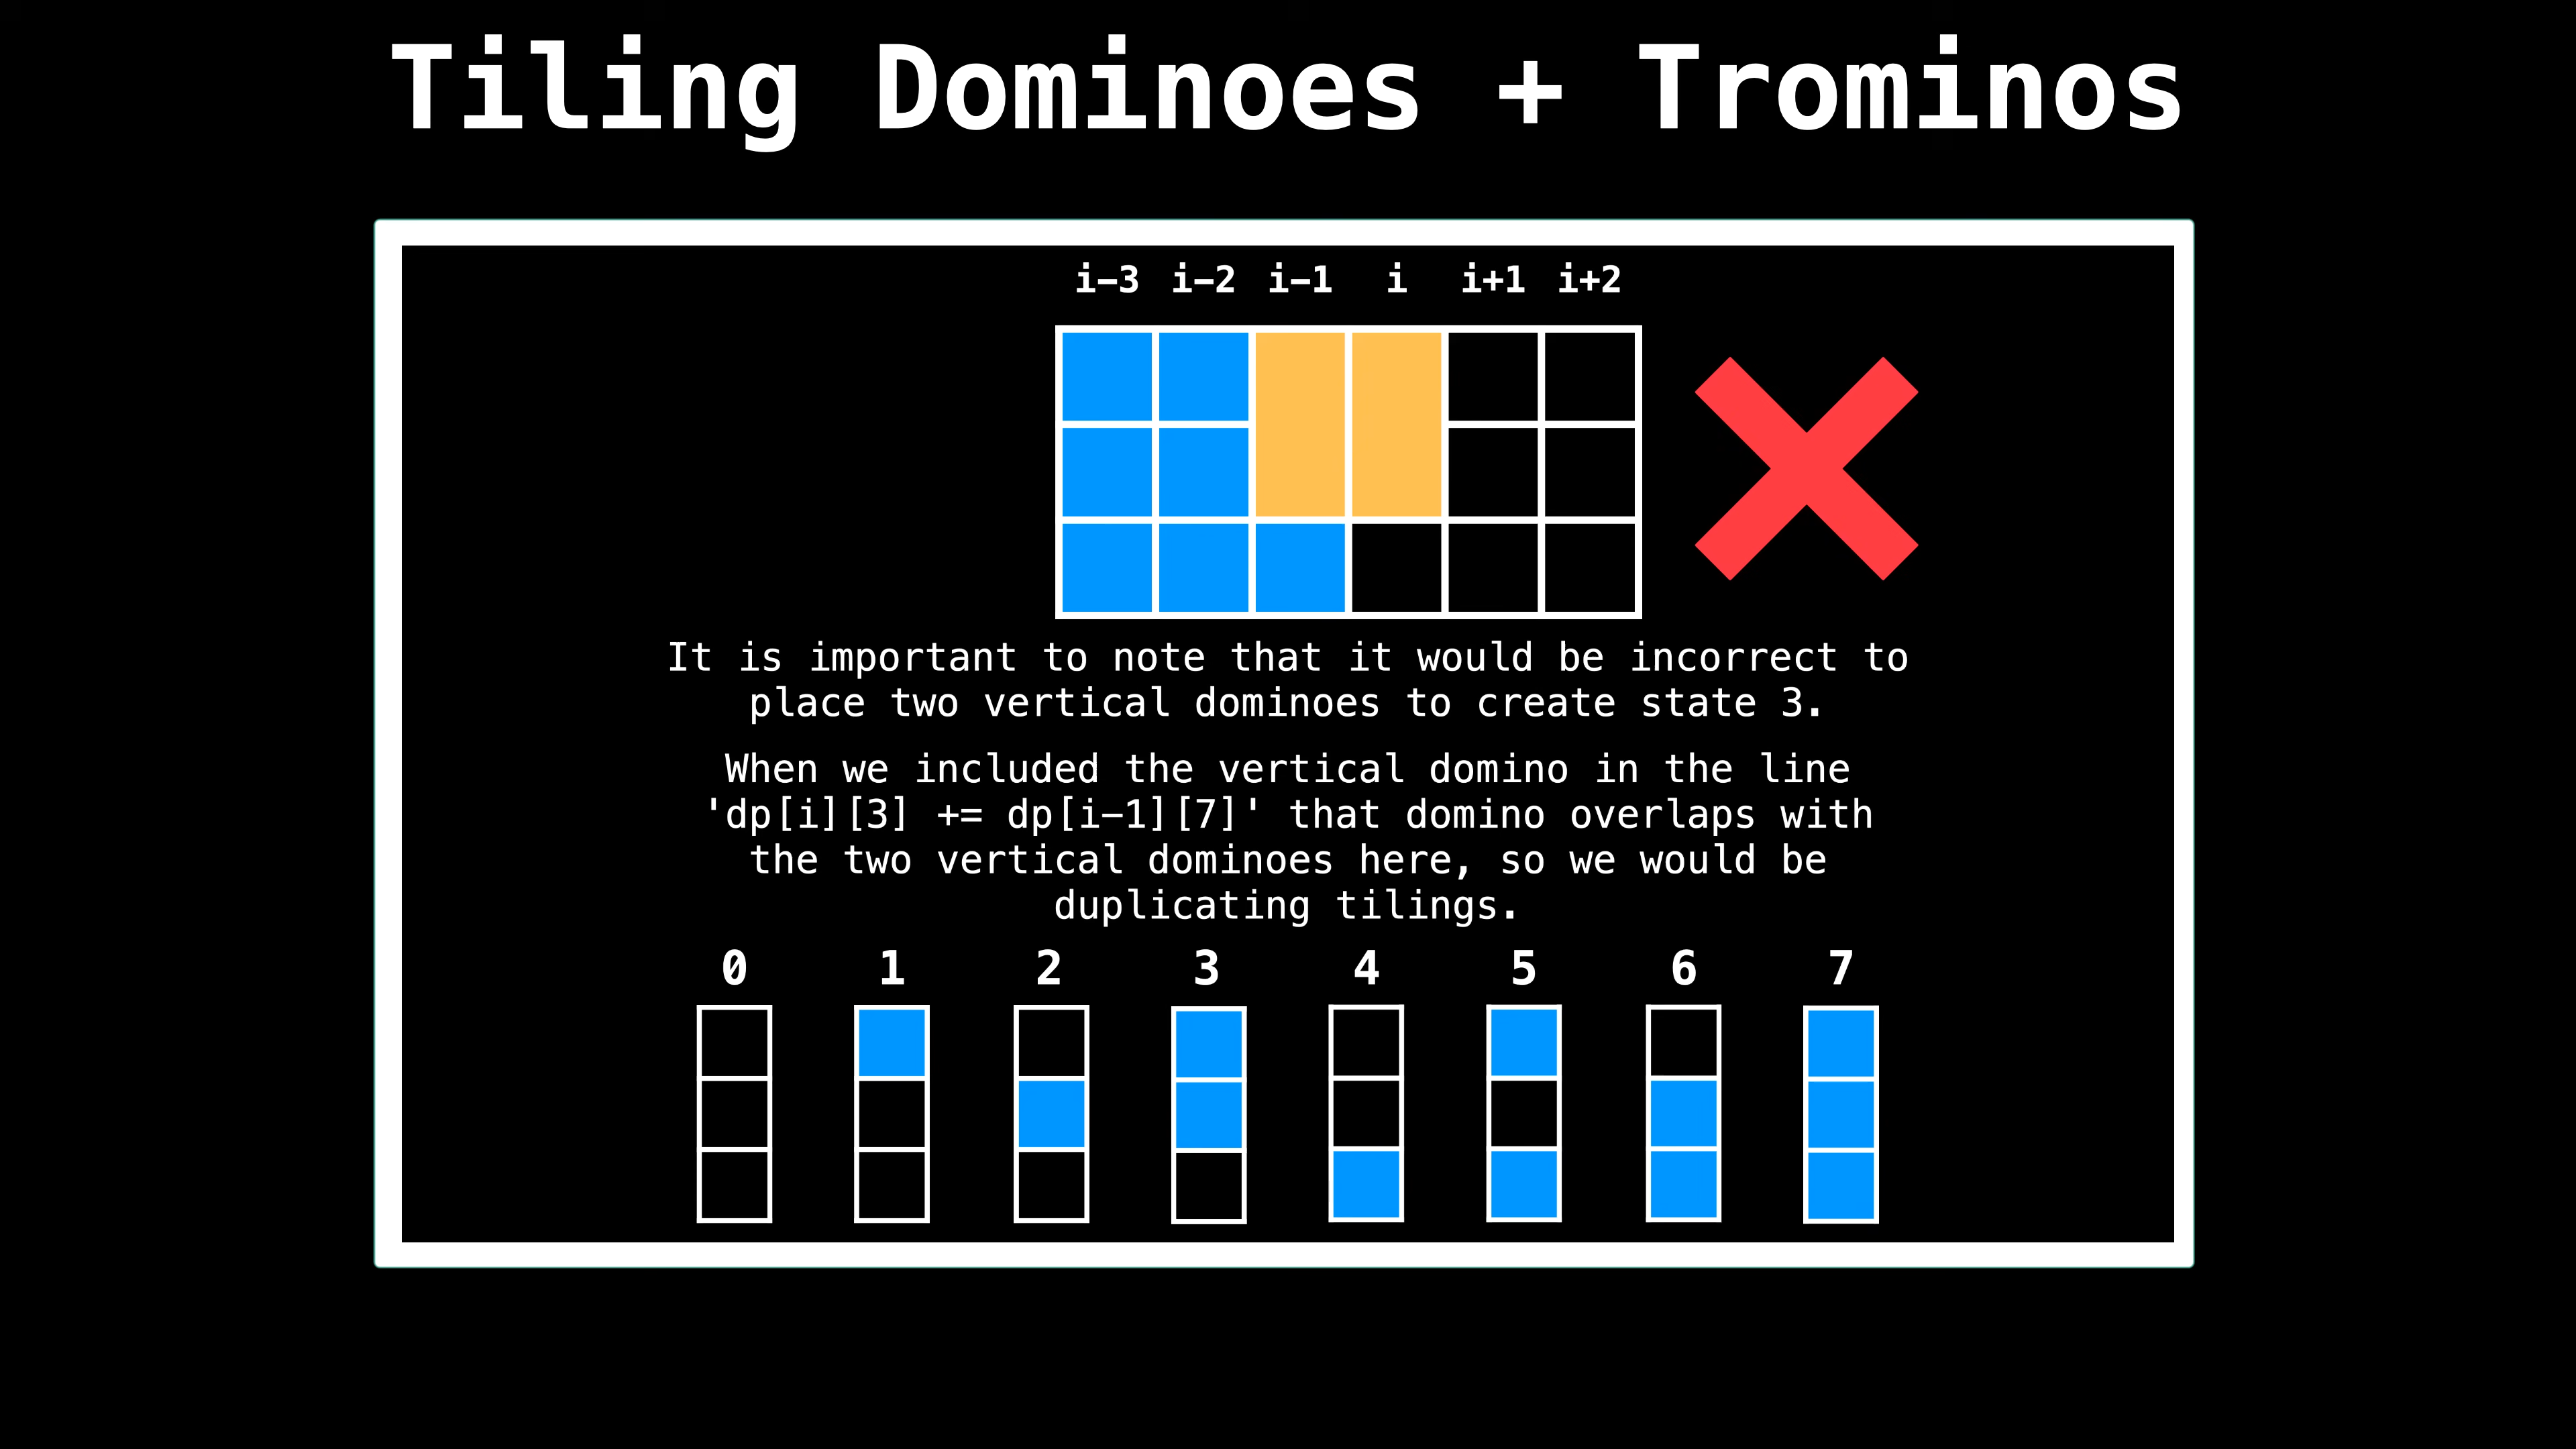 Tiling Dominoes + Trominos
i−3 i−2 i−1 i i+1 i+2
It is important to note that it would be incorrect to
place two vertical dominoes to create state 3.
When we included the vertical domino in the line
'dp[i][3] += dp[i−1][7]' that domino overlaps with
the two vertical dominoes here, so we would be
duplicating tilings.
0 1 2 3 4 5 6 7